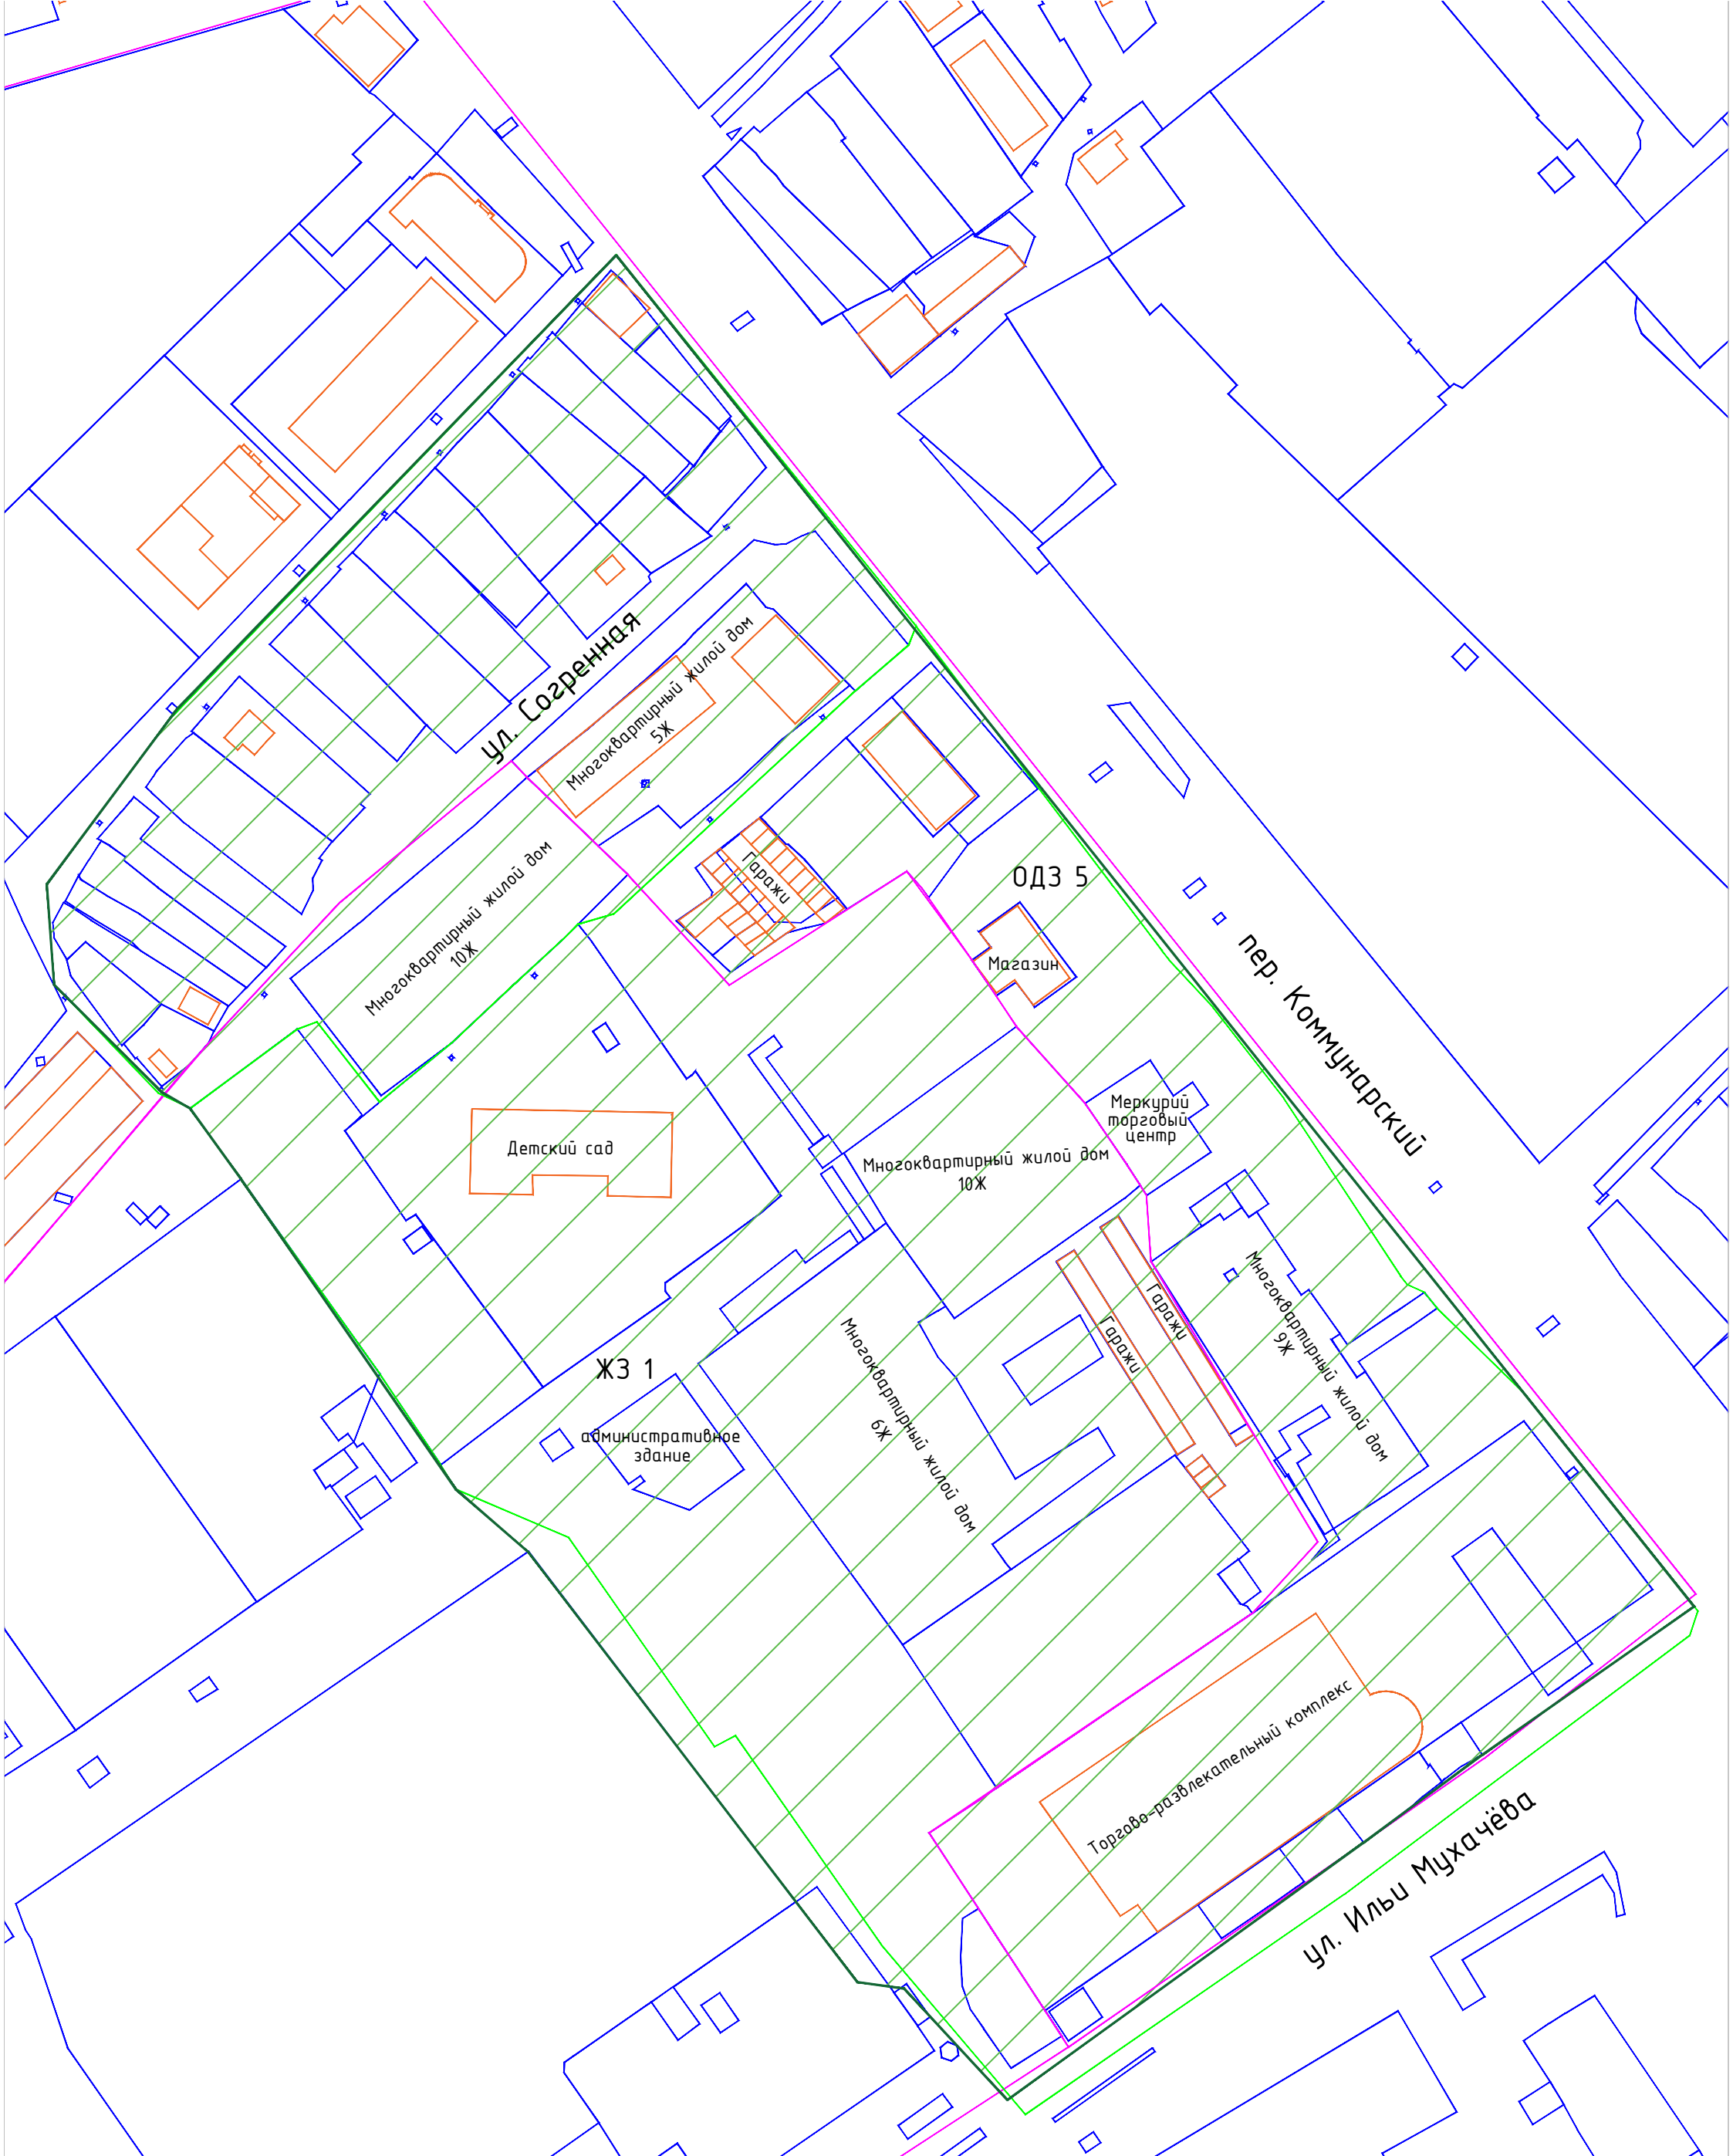 ул. Согренная
Многоквартирный жилой дом
5Ж
Многоквартирный жилой дом
10Ж
Гаражи
ОДЗ 5
Магазин
пер. Коммунарский
Детский сад
Меркурий
торговый
центр
Многоквартирный жилой дом
10Ж
Гаражи
Гаражи
Многоквартирный жилой дом
9Ж
ЖЗ 1
Многоквартирный жилой дом
6Ж
административное
здание
Торгово-развлекательный комплекс
ул. Ильи Мухачёва